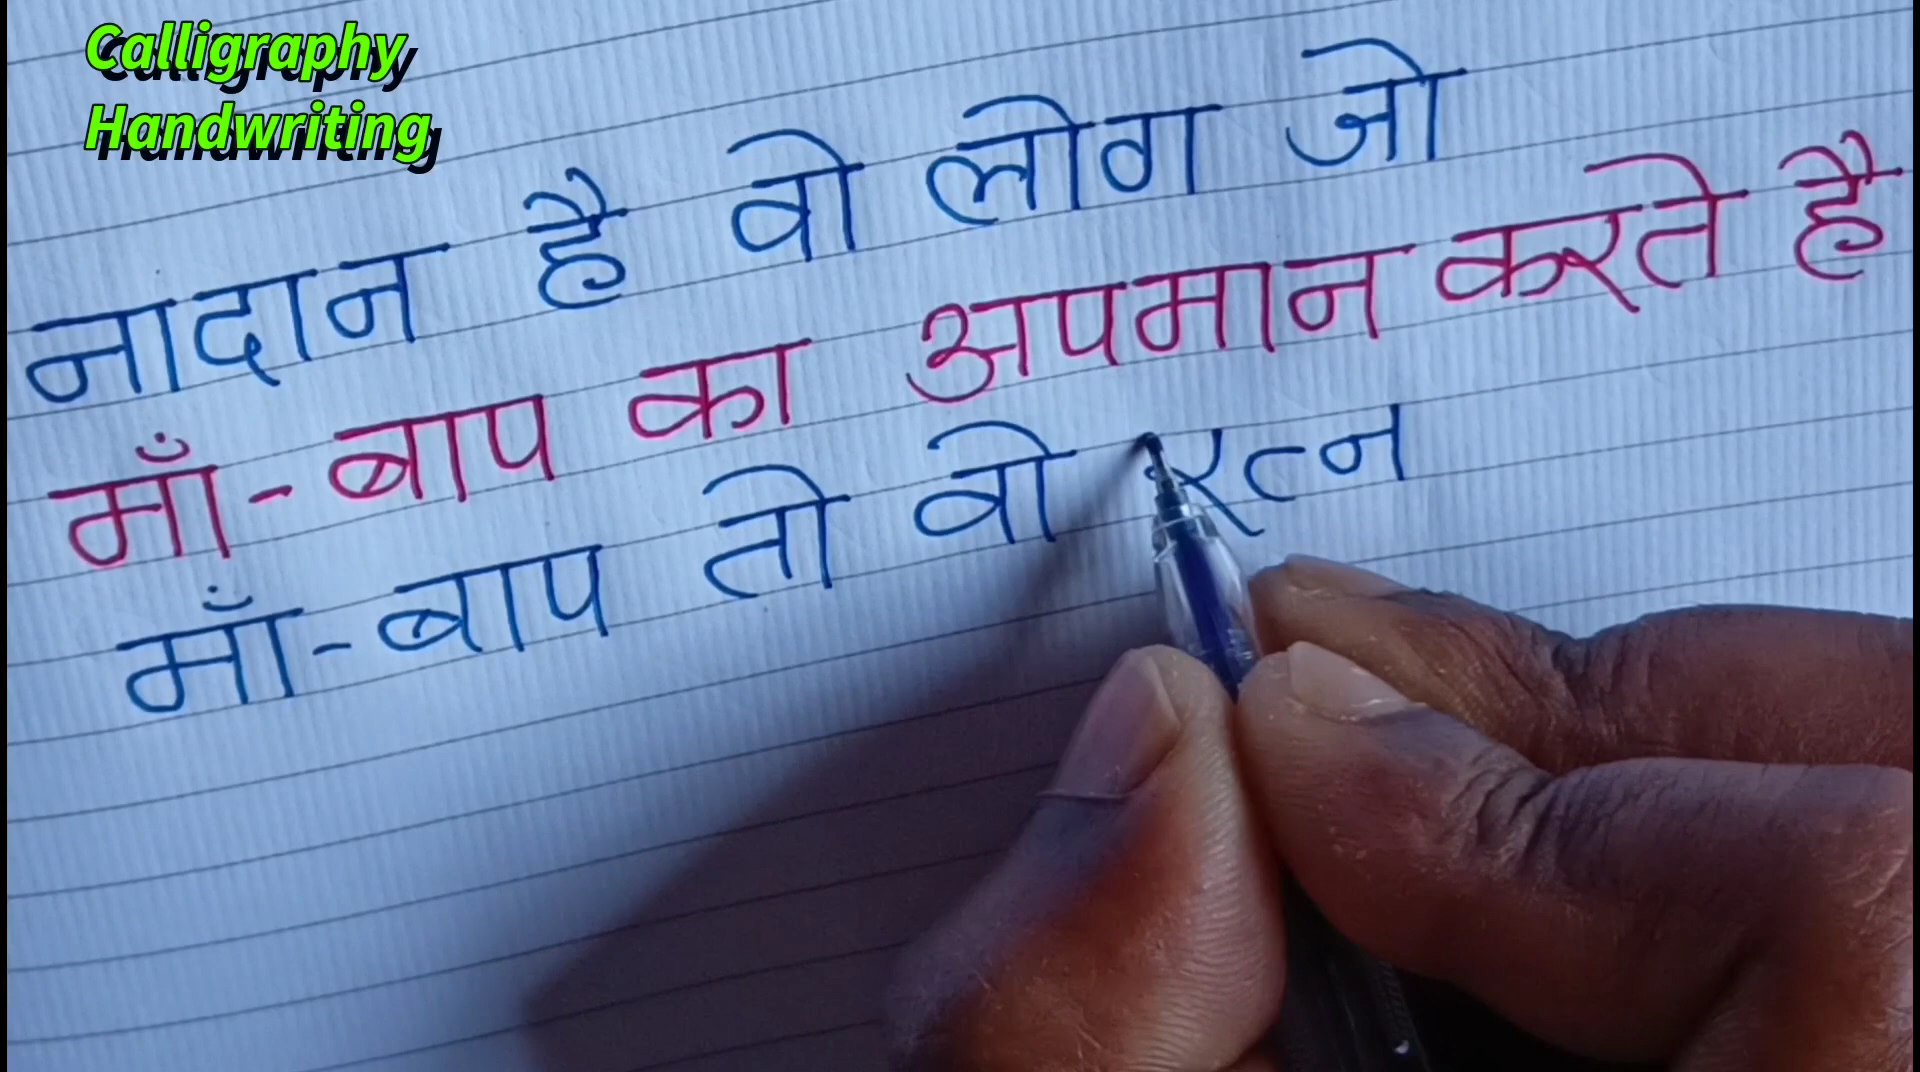 Calligraphy
Handwriting
नादान है वो लोग जो
माँ-बाप का अपमान करते है
माँ-बाप तो वो रत्न